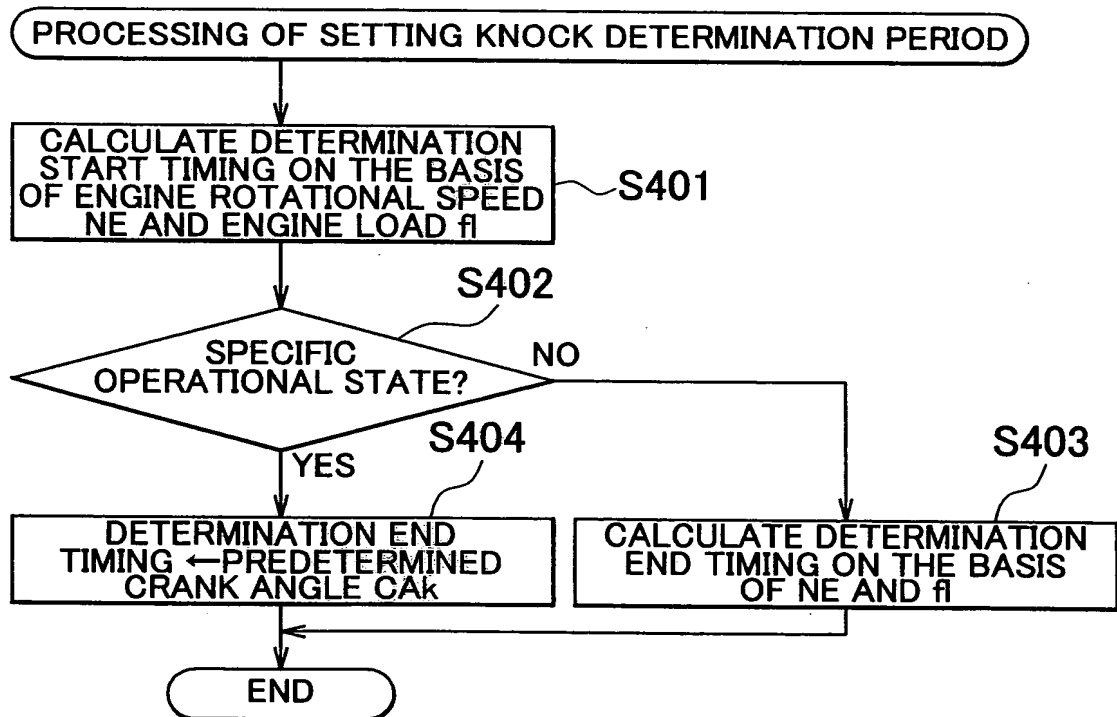 PROCESSING OF SETTING KNOCK DETERMINATION PERIOD
CALCULATE DETERMINATION
START TIMING ON THE BASIS
OF ENGINE ROTATIONAL SPEED
NE AND ENGINE LOAD fl
S401
S402
SPECIFIC
OPERATIONAL STATE?
NO
YES
S404
DETERMINATION END
TIMING ←PREDETERMINED
CRANK ANGLE CAk
S403
CALCULATE DETERMINATION
END TIMING ON THE BASIS
OF NE AND fl
END